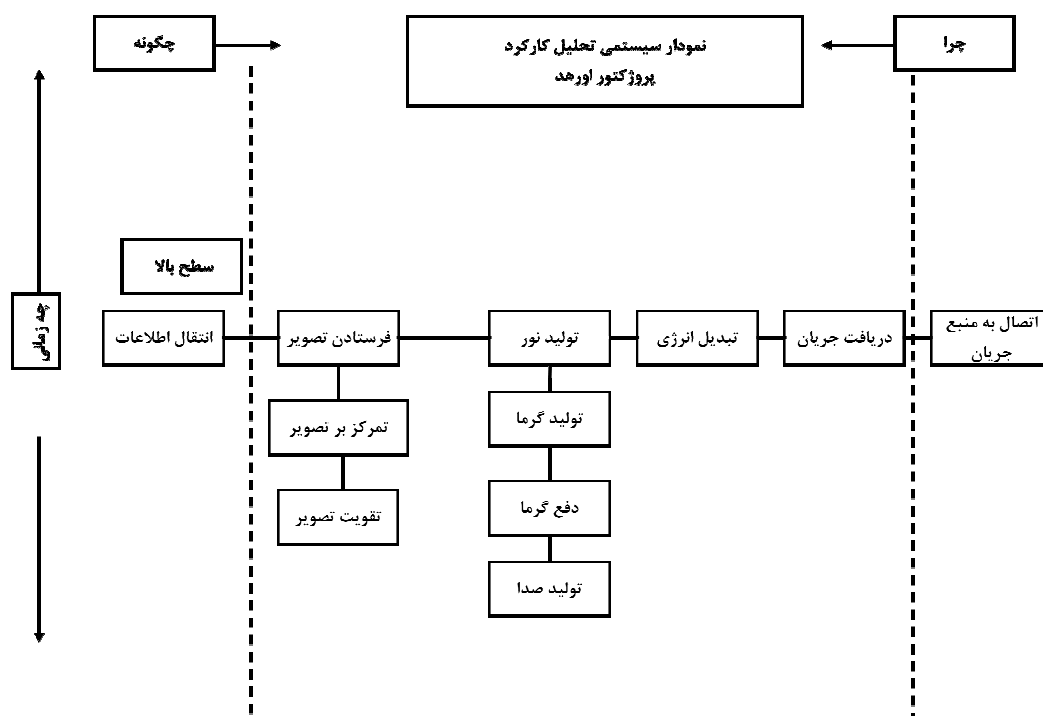 چرا
نمودار سیستمی تحلیل کارکرد
پروژکتور اورهد
چگونه
سطح بالا
چه زمانی
اتصال به منبع
جریان
دریافت جریان
تبدیل انرژی
تولید نور
فرستادن تصویر
انتقال اطلاعات
تولید گرما
تمرکز بر تصویر
دفع گرما
تقویت تصویر
تولید صدا